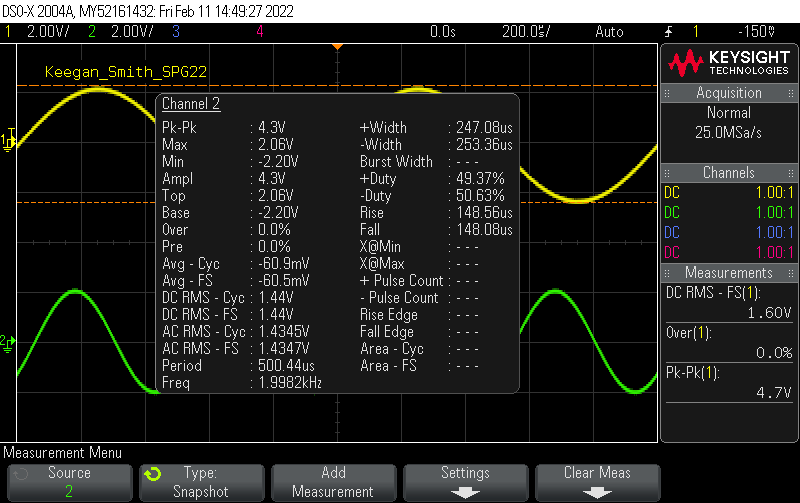 DSO-X 2004A, MY52161432: Fri Feb 11 14:49:27 2022
1 2.00V/ 2 2.00V/ 3 4 0.0s 200.0s/ Auto 1 -150V
Keegan_Smith_SPG22
KEYSIGHT
TECHNOLOGIES
Acquisition
Normal
25.0MSa/s
Channels
DC 1.00:1
DC 1.00:1
DC 1.00:1
DC 1.00:1
Measurements
DC RMS - FS(1):
1.60V
Over(1):
0.0%
Pk-Pk(1):
4.7V
Channel 2
Pk-Pk : 4.3V +Width : 247.08us
Max : 2.06V -Width : 253.36us
Min : -2.20V Burst Width : ---
Ampl : 4.3V +Duty : 49.37%
Top : 2.06V -Duty : 50.63%
Base : -2.20V Rise : 148.56us
Over : 0.0% Fall : 148.08us
Pre : 0.0% X@Min : ---
Avg - Cyc : -60.9mV X@Max : ---
Avg - FS : -60.5mV + Pulse Count : ---
DC RMS - Cyc : 1.44V - Pulse Count : ---
DC RMS - FS : 1.44V Rise Edge : ---
AC RMS - Cyc : 1.4345V Fall Edge : ---
AC RMS - FS : 1.4347V Area - Cyc : ---
Period : 500.44us Area - FS : ---
Freq : 1.9982kHz
T
1
2
Measurement Menu
Source
2
Type:
Snapshot
Add
Measurement
Settings
Clear Meas